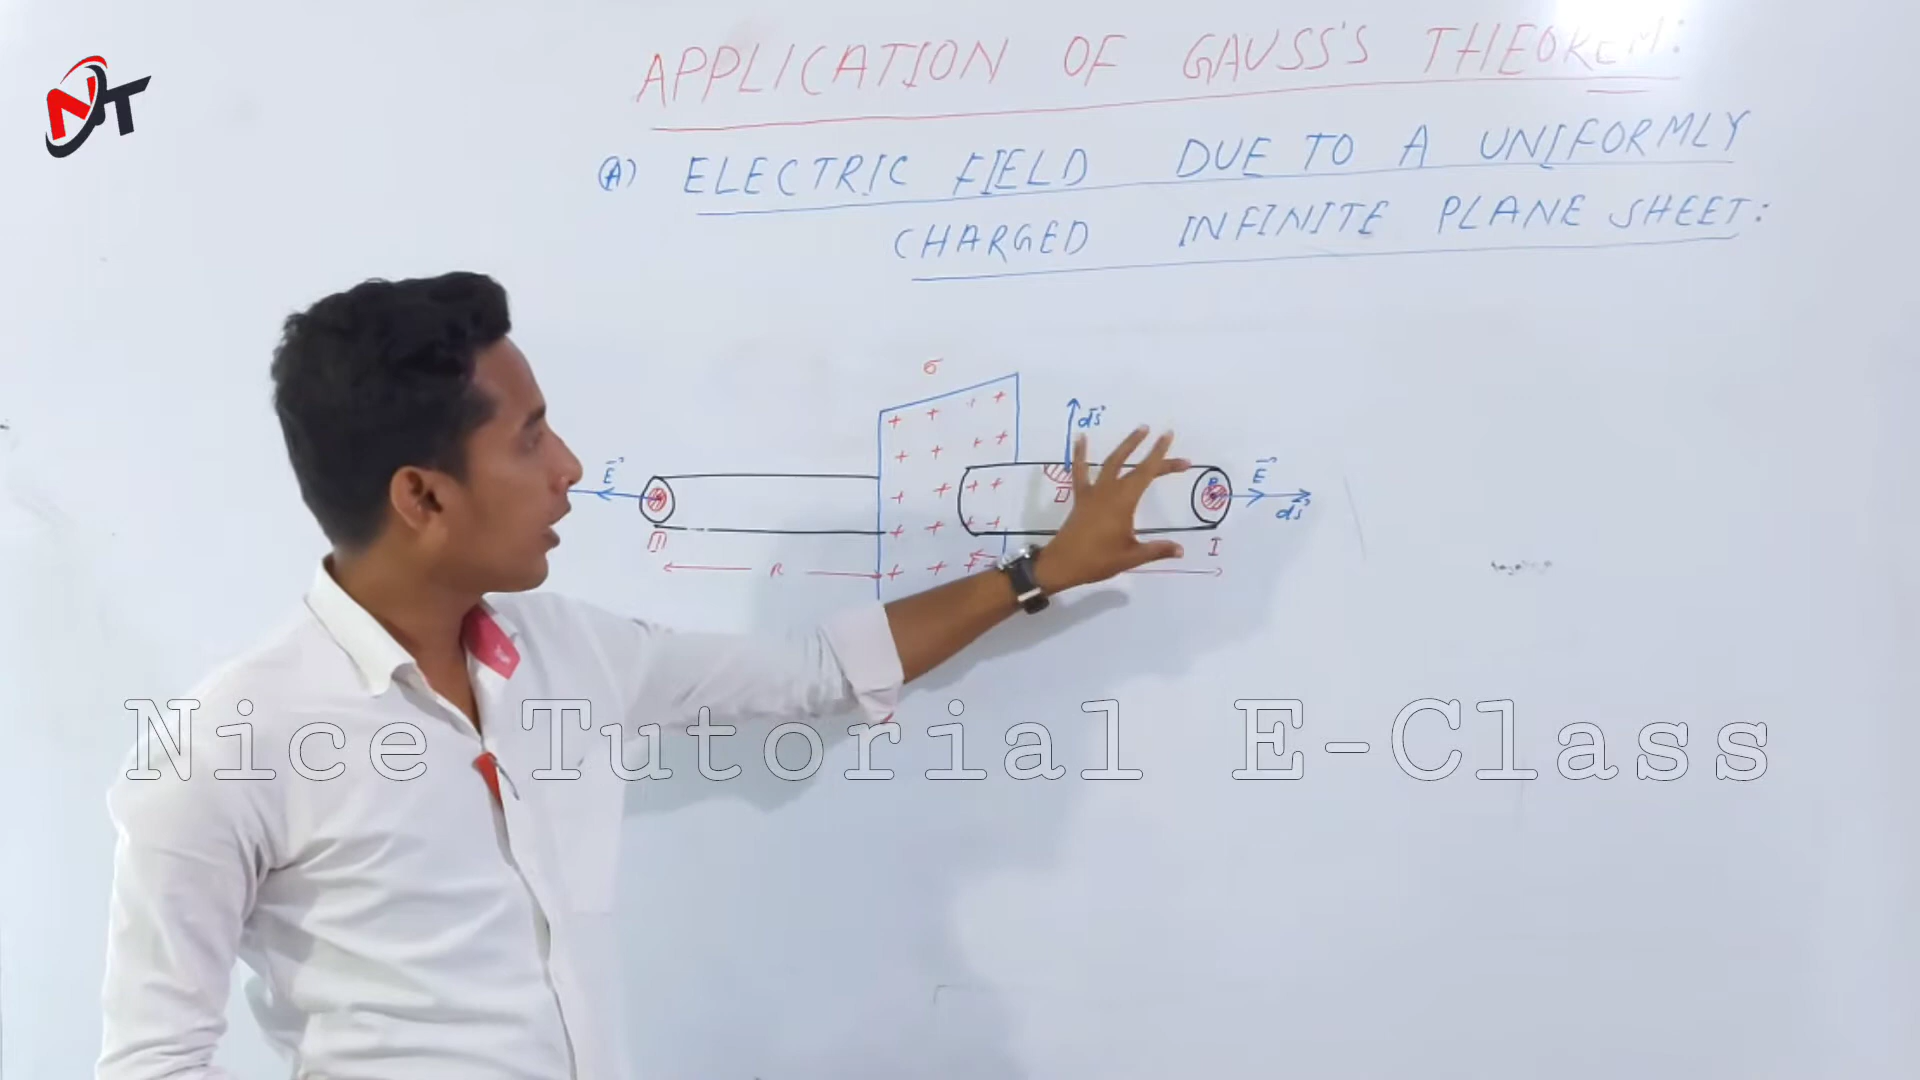 NT
APPLICATION OF GAUSS'S THEOREM:
(A) ELECTRIC FIELD DUE TO A UNIFORMLY
CHARGED INFINITE PLANE SHEET:
σ
ds
E
E
P
ds
II
I
R
Nice Tutorial E-Class